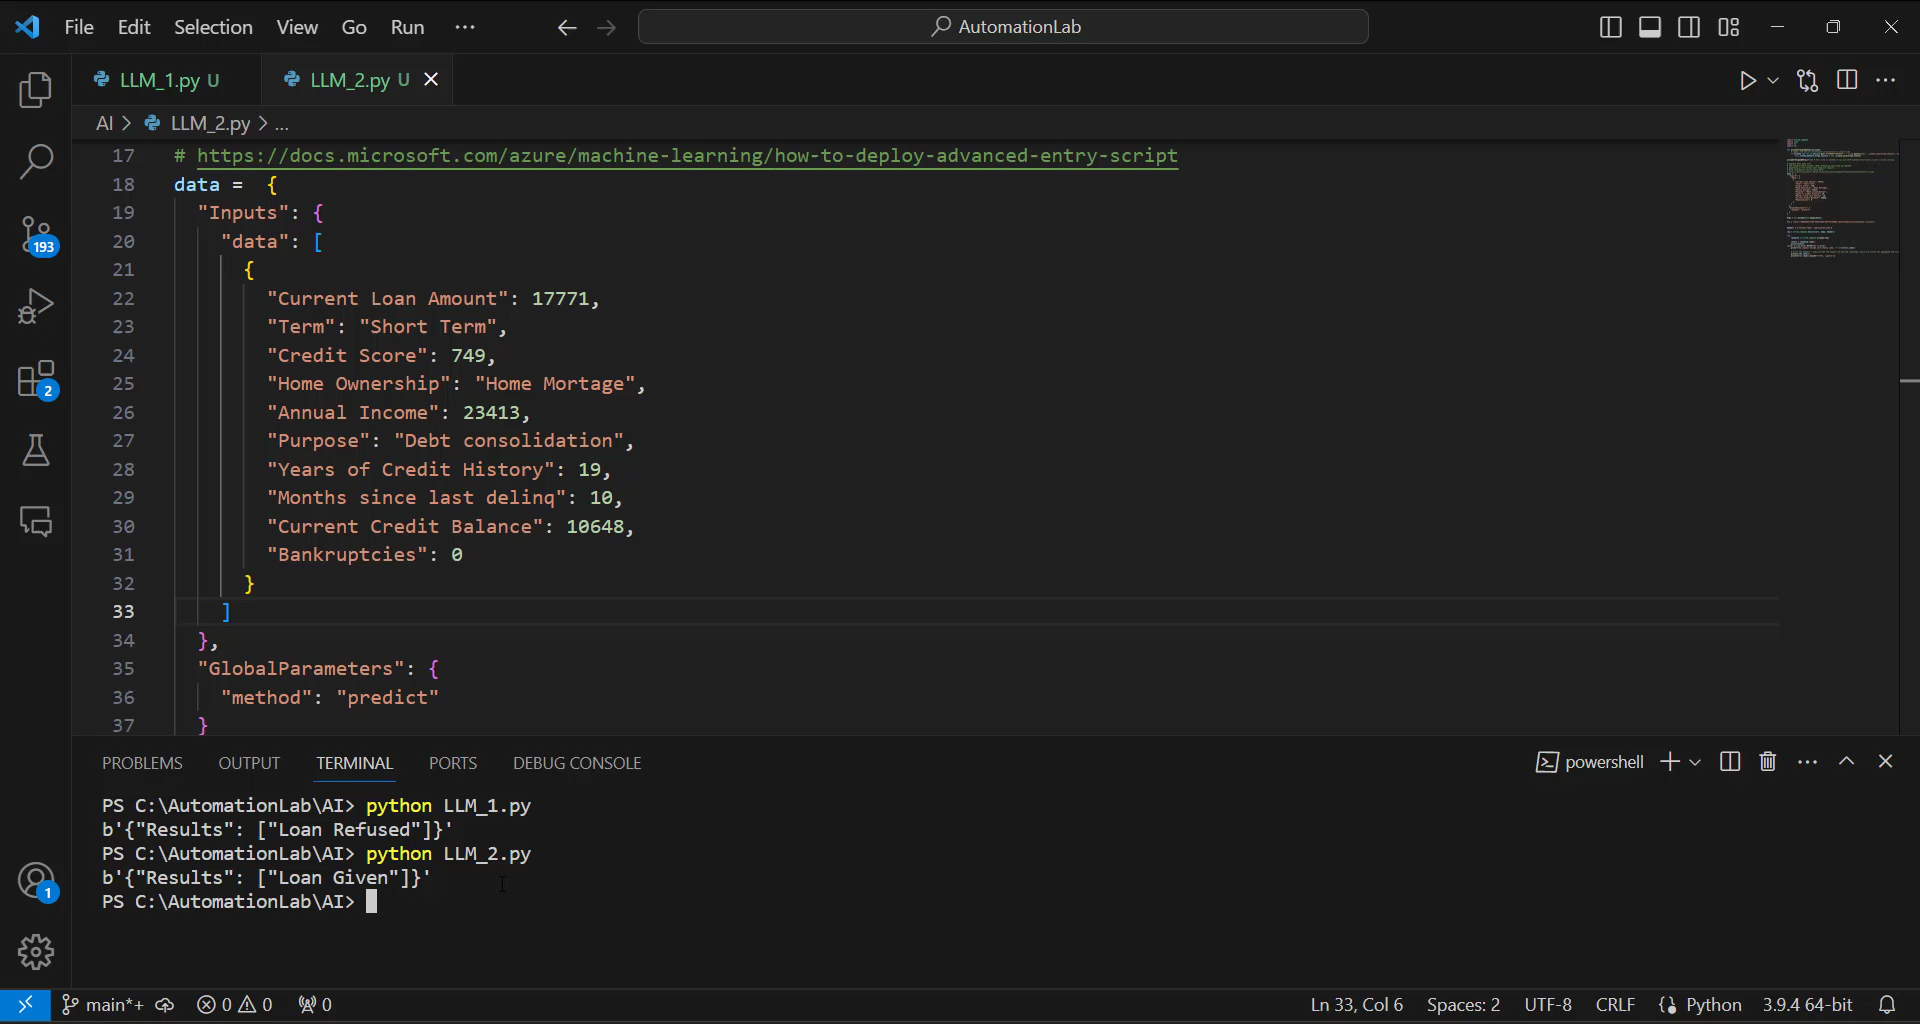 File Edit Selection View Go Run ··· AutomationLab
LLM_1.py U LLM_2.py U
AI > LLM_2.py > ...
17 # https://docs.microsoft.com/azure/machine-learning/how-to-deploy-advanced-entry-script
18 data = {
19 "Inputs": {
20 "data": [
21 {
22 "Current Loan Amount": 17771,
23 "Term": "Short Term",
24 "Credit Score": 749,
25 "Home Ownership": "Home Mortage",
26 "Annual Income": 23413,
27 "Purpose": "Debt consolidation",
28 "Years of Credit History": 19,
29 "Months since last delinq": 10,
30 "Current Credit Balance": 10648,
31 "Bankruptcies": 0
32 }
33 ]
34 },
35 "GlobalParameters": {
36 "method": "predict"
37 }
193
2
1
PROBLEMS OUTPUT TERMINAL PORTS DEBUG CONSOLE powershell
PS C:\AutomationLab\AI> python LLM_1.py
b'{"Results": ["Loan Refused"]}'
PS C:\AutomationLab\AI> python LLM_2.py
b'{"Results": ["Loan Given"]}'
PS C:\AutomationLab\AI>
main*+ 0 0 0 Ln 33, Col 6 Spaces: 2 UTF-8 CRLF Python 3.9.4 64-bit